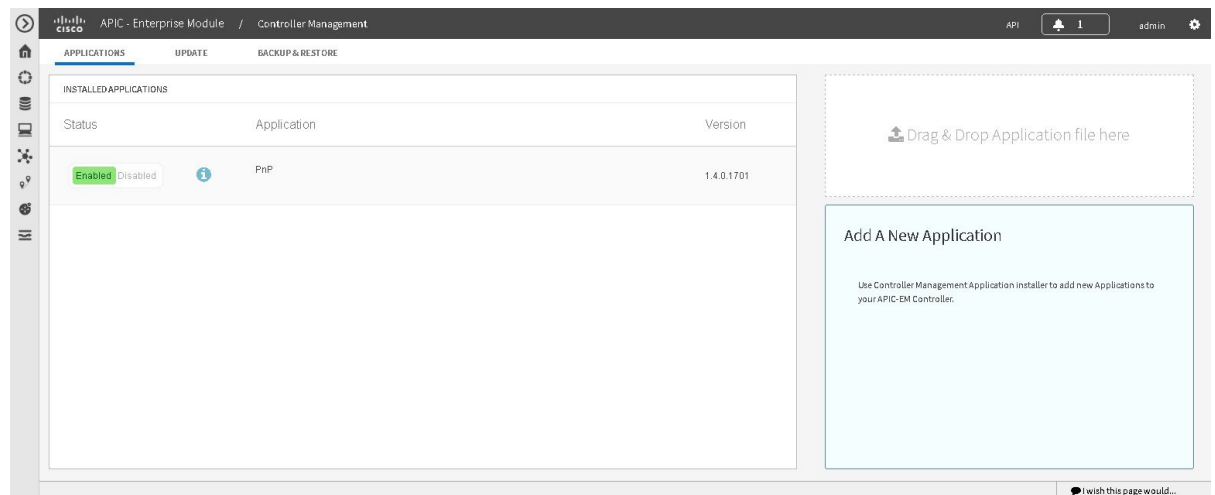 cisco APIC - Enterprise Module / Controller Management API 1 admin
APPLICATIONS UPDATE BACKUP & RESTORE
INSTALLED APPLICATIONS
Status Application Version
Enabled Disabled PnP 1.4.0.1701
Drag & Drop Application file here
Add A New Application
Use Controller Management Application installer to add new Applications to
your APIC-EM Controller.
I wish this page would...